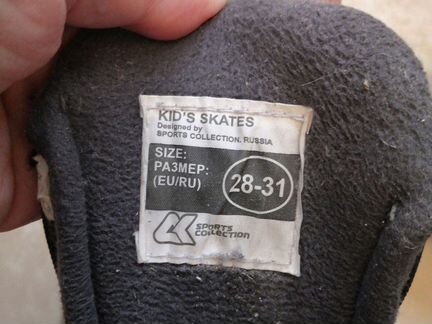 KID'S SKATES
Designed by
SPORTS COLLECTION. RUSSIA
SIZE:
РАЗМЕР:
(EU/RU)
28-31
SPORTS
COLLECTION